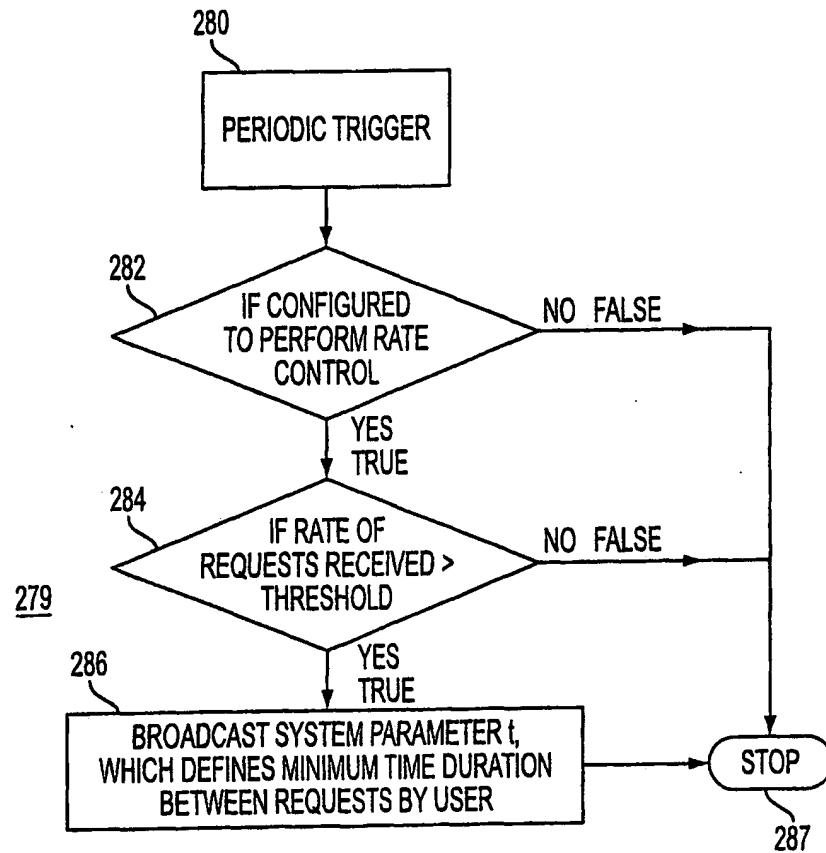 280
PERIODIC TRIGGER
282
IF CONFIGURED
TO PERFORM RATE
CONTROL
NO FALSE
YES
TRUE
284
IF RATE OF
REQUESTS RECEIVED >
THRESHOLD
NO FALSE
279
YES
TRUE
286
BROADCAST SYSTEM PARAMETER t,
WHICH DEFINES MINIMUM TIME DURATION
BETWEEN REQUESTS BY USER
STOP
287